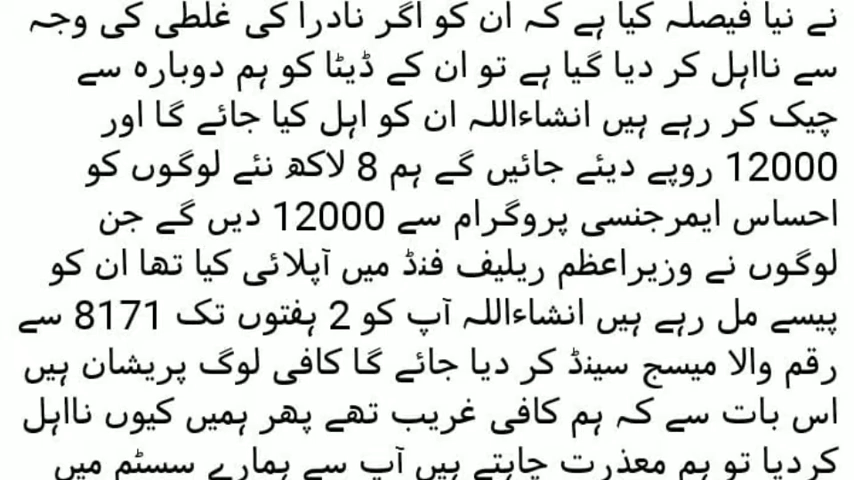 نے نیا فیصلہ کیا ہے کہ ان کو اگر نادرا کی غلطی کی وجہ
سے نااہل کر دیا گیا ہے تو ان کے ڈیٹا کو ہم دوبارہ سے
چیک کر رہے ہیں انشاءاللہ ان کو اہل کیا جائے گا اور
12000 روپے دیئے جائیں گے ہم 8 لاکھ نئے لوگوں کو
احساس ایمرجنسی پروگرام سے 12000 دیں گے جن
لوگوں نے وزیراعظم ریلیف فنڈ میں آپلائی کیا تھا ان کو
پیسے مل رہے ہیں انشاءاللہ آپ کو 2 ہفتوں تک 8171 سے
رقم والا میسج سینڈ کر دیا جائے گا کافی لوگ پریشان ہیں
اس بات سے کہ ہم کافی غریب تھے پھر ہمیں کیوں نااہل
کردیا تو ہم معذرت چاہتے ہیں آپ سے ہمارے سسٹم میں